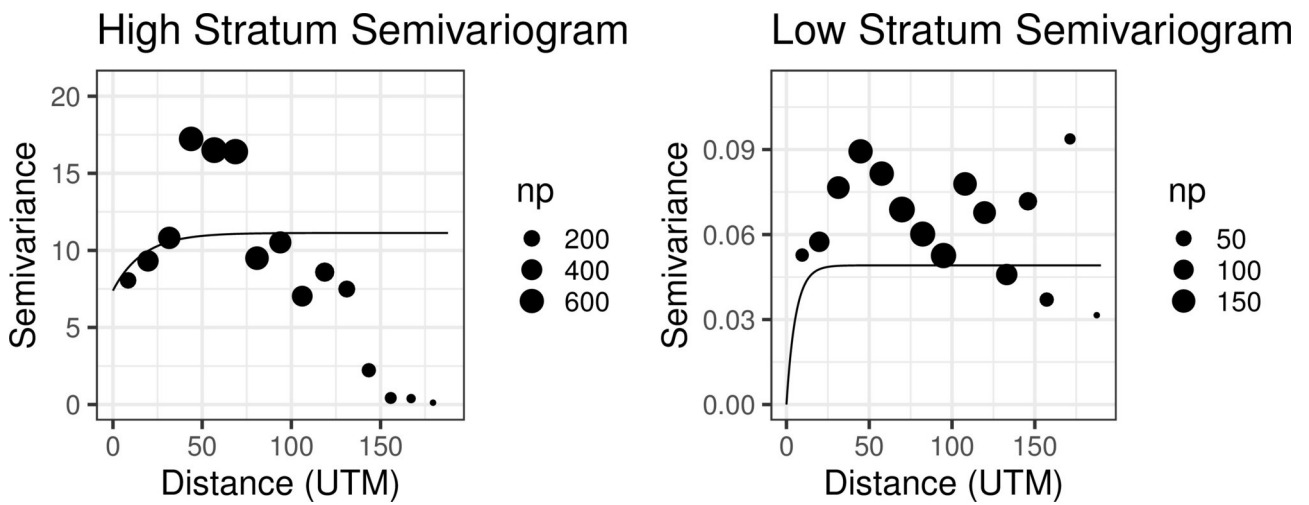 High Stratum Semivariogram
Semivariance
20
15
10
5
0
0 50 100 150
Distance (UTM)
np
200
400
600
Low Stratum Semivariogram
Semivariance
0.09
0.06
0.03
0.00
0 50 100 150
Distance (UTM)
np
50
100
150